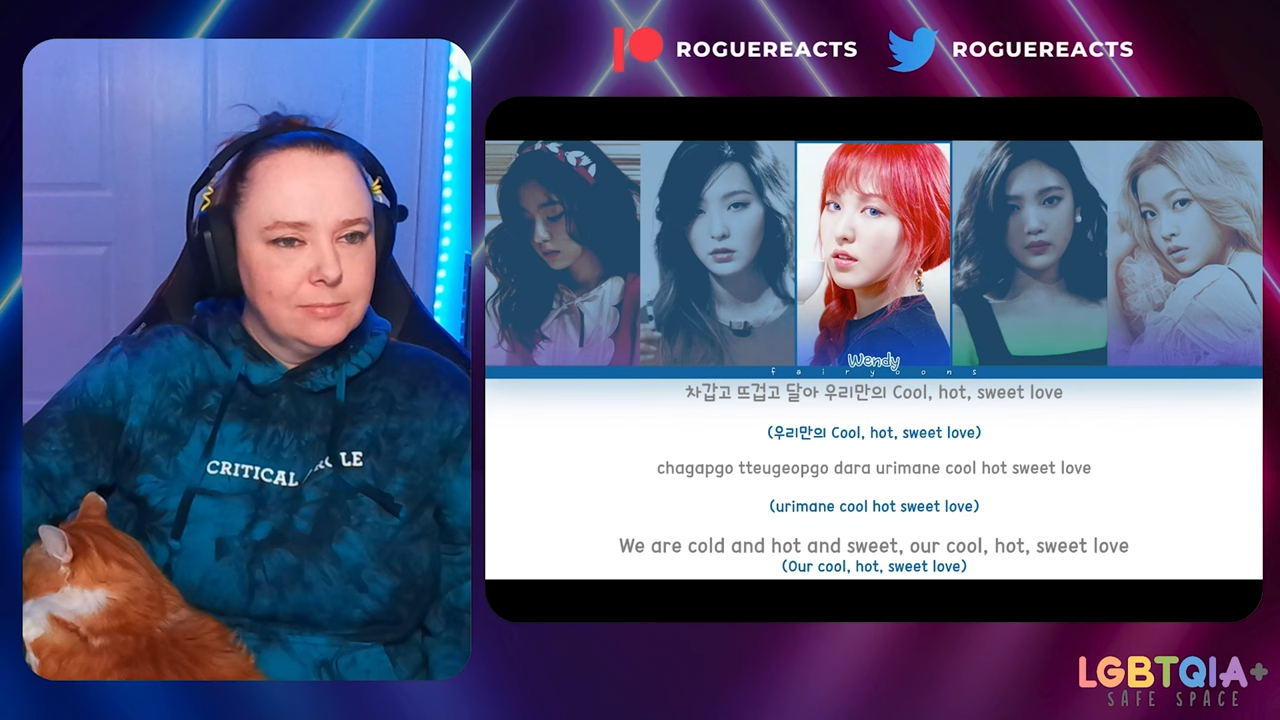 ROGUEREACTS
ROGUEREACTS
CRITICAL
Wendy
fairyoons
차갑고 뜨겁고 달아 우리만의 Cool, hot, sweet love
(우리만의 Cool, hot, sweet love)
chagapgo tteugeopgo dara urimane cool hot sweet love
(urimane cool hot sweet love)
We are cold and hot and sweet, our cool, hot, sweet love
(Our cool, hot, sweet love)
LGBTQIA+
SAFE SPACE